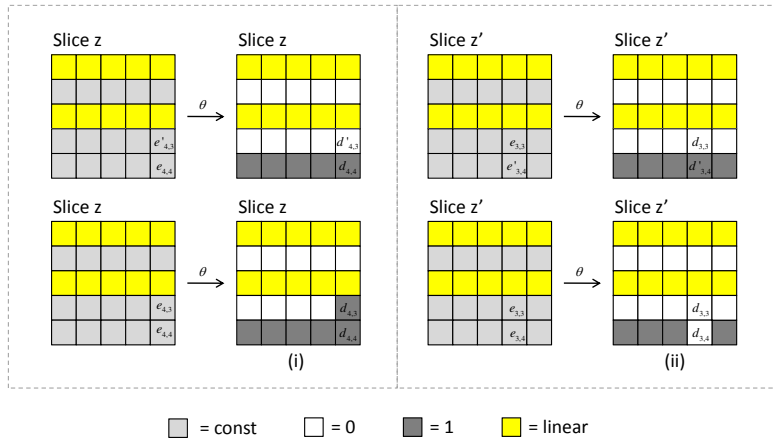 Slice z Slice z Slice z’ Slice z’
θ θ
e'4,3 d'4,3 e3,3 d3,3
e4,4 d4,4 e'3,4 d'3,4
Slice z Slice z Slice z’ Slice z’
θ θ
e4,3 d4,3 e3,3 d3,3
e4,4 d4,4 e3,4 d3,4
(i) (ii)
= const = 0 = 1 = linear